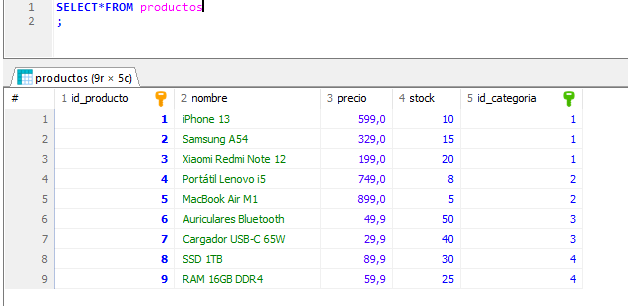 1 SELECT*FROM productos
2 ;
productos (9r × 5c)
# 1 id_producto 2 nombre 3 precio 4 stock 5 id_categoria
1 1 iPhone 13 599,0 10 1
2 2 Samsung A54 329,0 15 1
3 3 Xiaomi Redmi Note 12 199,0 20 1
4 4 Portátil Lenovo i5 749,0 8 2
5 5 MacBook Air M1 899,0 5 2
6 6 Auriculares Bluetooth 49,9 50 3
7 7 Cargador USB-C 65W 29,9 40 3
8 8 SSD 1TB 89,9 30 4
9 9 RAM 16GB DDR4 59,9 25 4